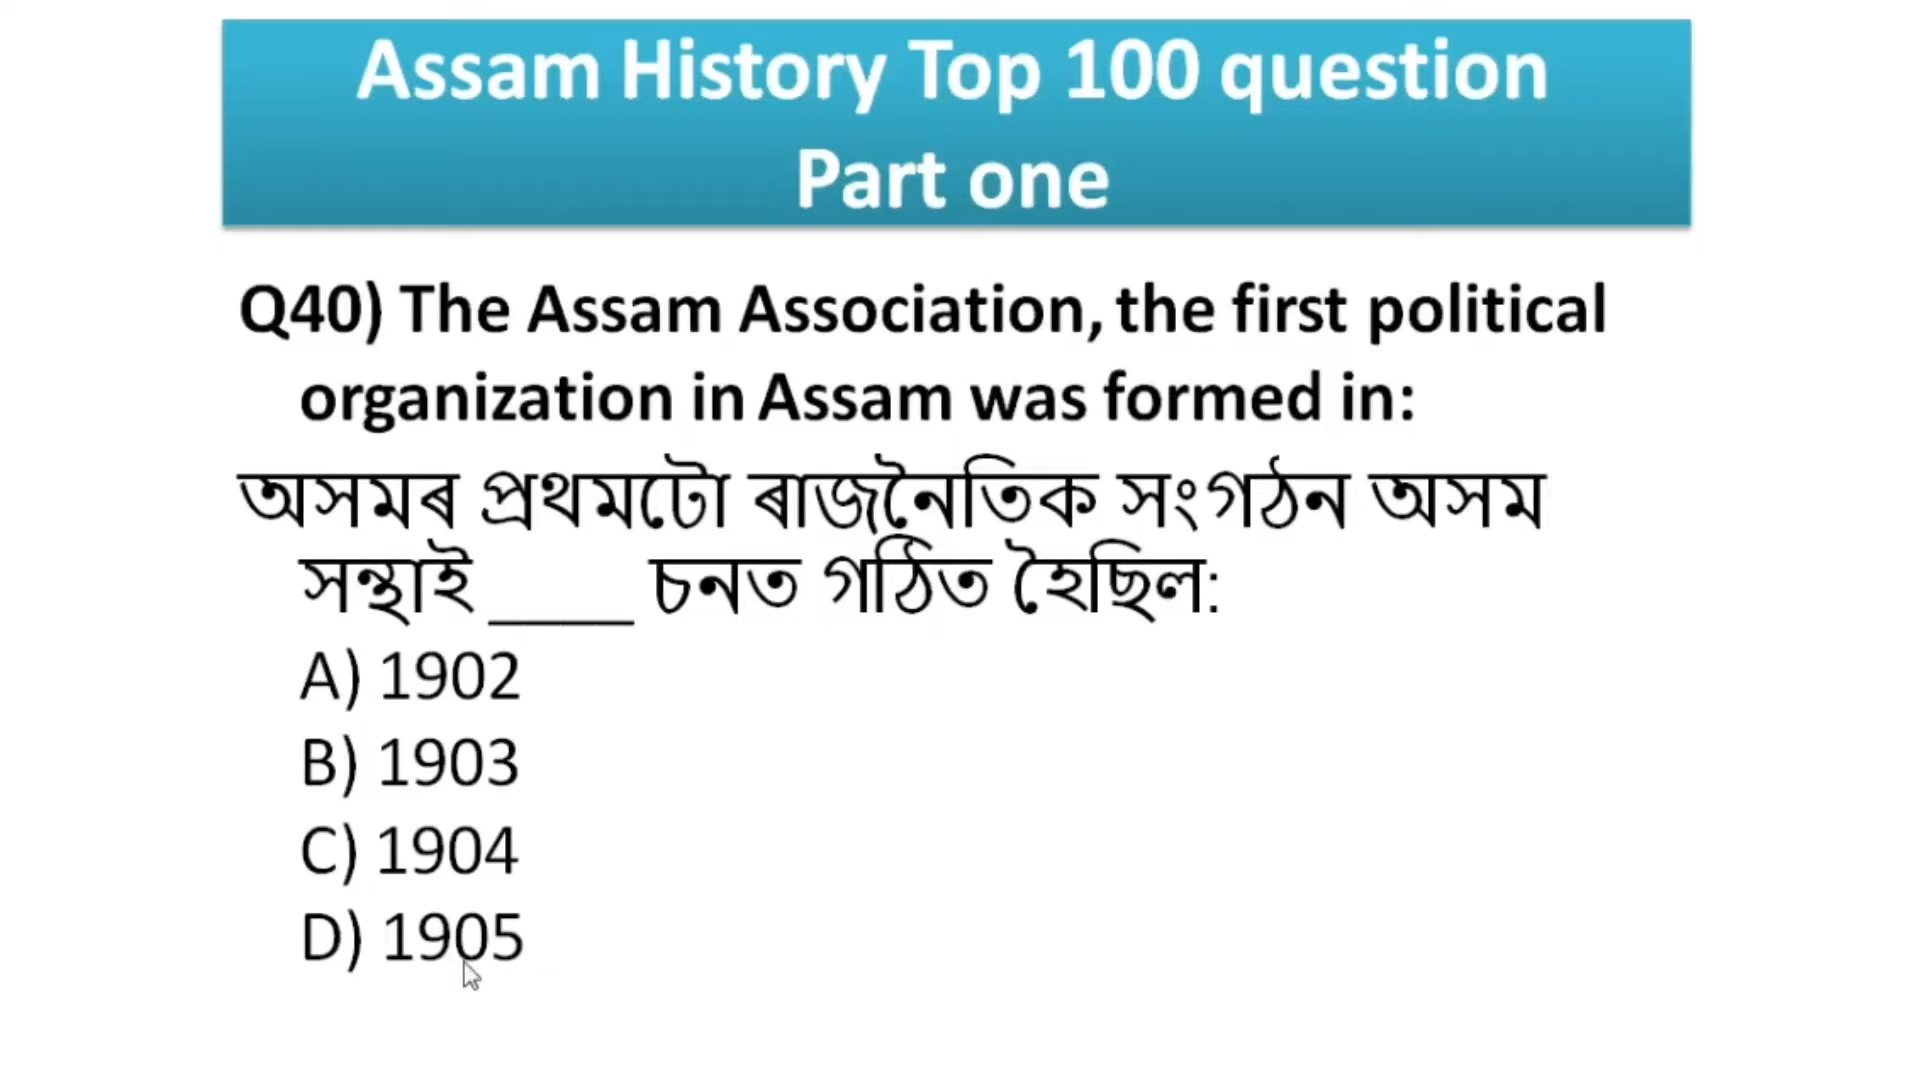 Assam History Top 100 question
Part one
Q40) The Assam Association, the first political
organization in Assam was formed in:
অসমৰ প্ৰথমটো ৰাজনৈতিক সংগঠন অসম
সন্থাই ____ চনত গঠিত হৈছিল:
A) 1902
B) 1903
C) 1904
D) 1905